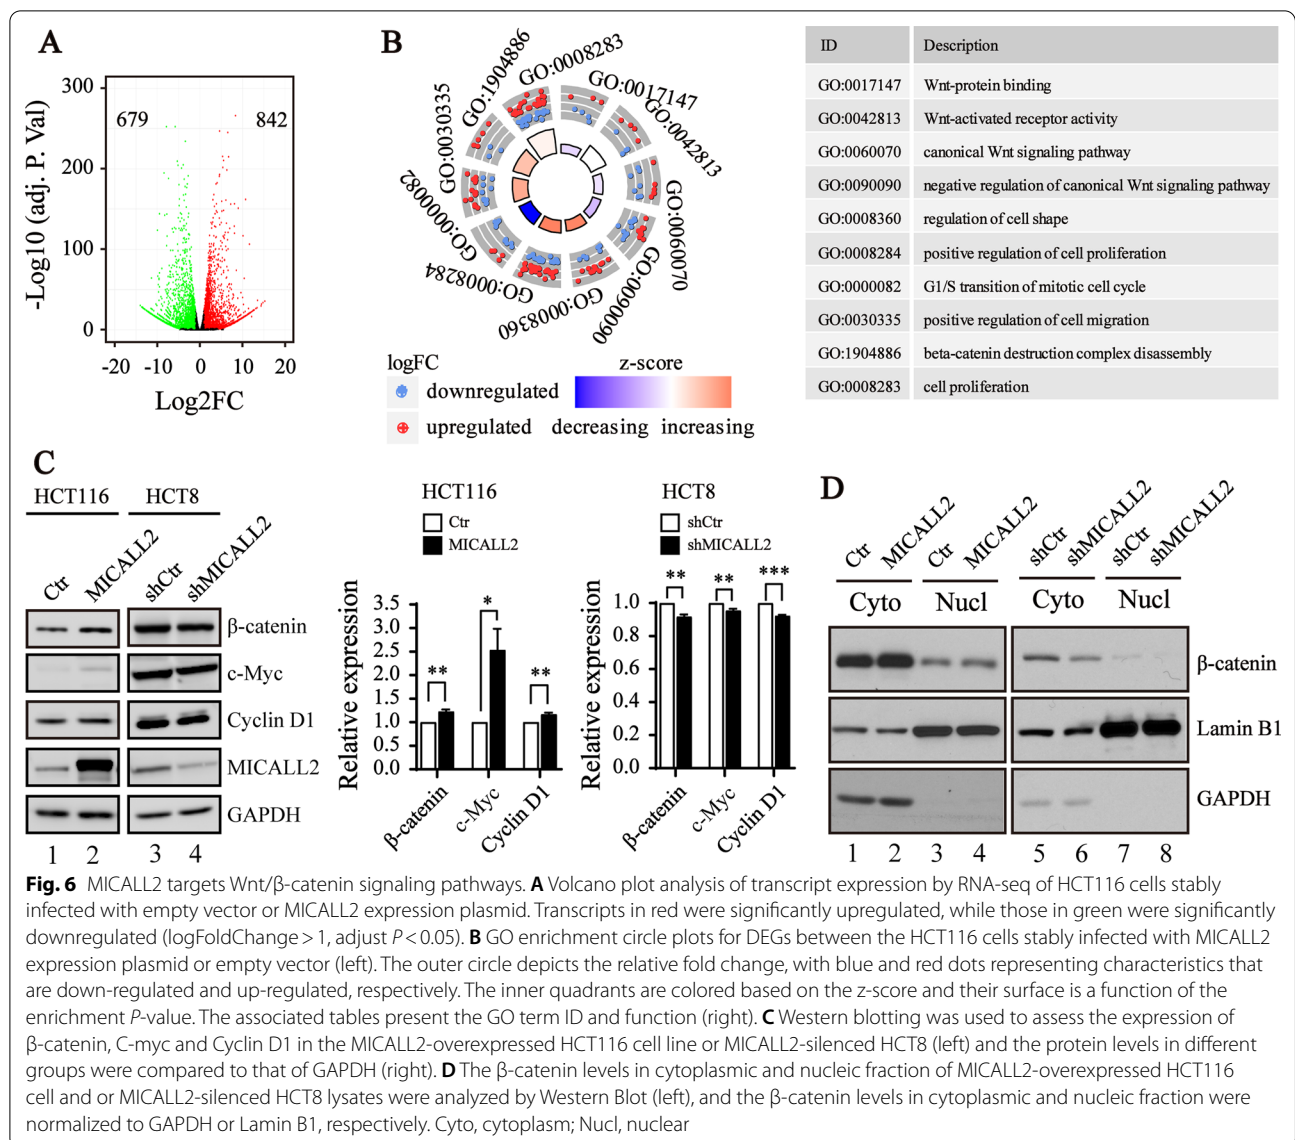 A
300
200
100
0
-Log10 (adj. P. Val)
679
842
-20 -10 0 10 20
Log2FC
B
GO:0008283
GO:0017147
GO:0042813
GO:0060070
GO:0090090
GO:0008360
GO:0008284
GO:0000082
GO:0030335
GO:1904886
logFC
downregulated
upregulated
z-score
decreasing increasing
ID Description
GO:0017147 Wnt-protein binding
GO:0042813 Wnt-activated receptor activity
GO:0060070 canonical Wnt signaling pathway
GO:0090090 negative regulation of canonical Wnt signaling pathway
GO:0008360 regulation of cell shape
GO:0008284 positive regulation of cell proliferation
GO:0000082 G1/S transition of mitotic cell cycle
GO:0030335 positive regulation of cell migration
GO:1904886 beta-catenin destruction complex disassembly
GO:0008283 cell proliferation
C
HCT116 HCT8
Ctr MICALL2 shCtr shMICALL2
β-catenin
c-Myc
Cyclin D1
MICALL2
GAPDH
1 2 3 4
HCT116
Ctr
MICALL2
Relative expression
3.5
3.0
2.5
2.0
1.5
1.0
0.5
0.0
** * **
β-catenin c-Myc Cyclin D1
HCT8
shCtr
shMICALL2
Relative expression
1.0
0.8
0.6
0.4
0.2
0.0
** ** ***
β-catenin c-Myc Cyclin D1
D
Ctr MICALL2 Ctr MICALL2 shCtr shMICALL2 shCtr shMICALL2
Cyto Nucl Cyto Nucl
β-catenin
Lamin B1
GAPDH
1 2 3 4 5 6 7 8
Fig. 6 MICALL2 targets Wnt/β-catenin signaling pathways. A Volcano plot analysis of transcript expression by RNA-seq of HCT116 cells stably
infected with empty vector or MICALL2 expression plasmid. Transcripts in red were significantly upregulated, while those in green were significantly
downregulated (logFoldChange > 1, adjust P < 0.05). B GO enrichment circle plots for DEGs between the HCT116 cells stably infected with MICALL2
expression plasmid or empty vector (left). The outer circle depicts the relative fold change, with blue and red dots representing characteristics that
are down-regulated and up-regulated, respectively. The inner quadrants are colored based on the z-score and their surface is a function of the
enrichment P-value. The associated tables present the GO term ID and function (right). C Western blotting was used to assess the expression of
β-catenin, C-myc and Cyclin D1 in the MICALL2-overexpressed HCT116 cell line or MICALL2-silenced HCT8 (left) and the protein levels in different
groups were compared to that of GAPDH (right). D The β-catenin levels in cytoplasmic and nucleic fraction of MICALL2-overexpressed HCT116
cell and or MICALL2-silenced HCT8 lysates were analyzed by Western Blot (left), and the β-catenin levels in cytoplasmic and nucleic fraction were
normalized to GAPDH or Lamin B1, respectively. Cyto, cytoplasm; Nucl, nuclear